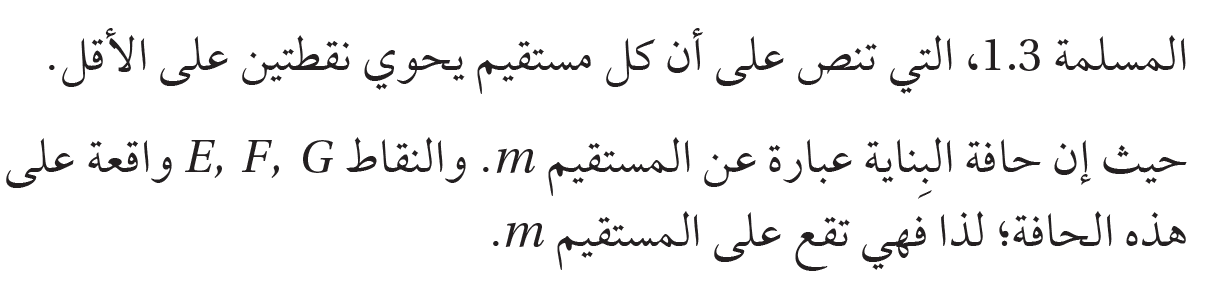 المسلمة 1.3، التي تنص على أن كل مستقيم يحوي نقطتين على الأقل.
حيث إن حافة البِناية عبارة عن المستقيم m. والنقاط E, F, G واقعة على
هذه الحافة؛ لذا فهي تقع على المستقيم m.